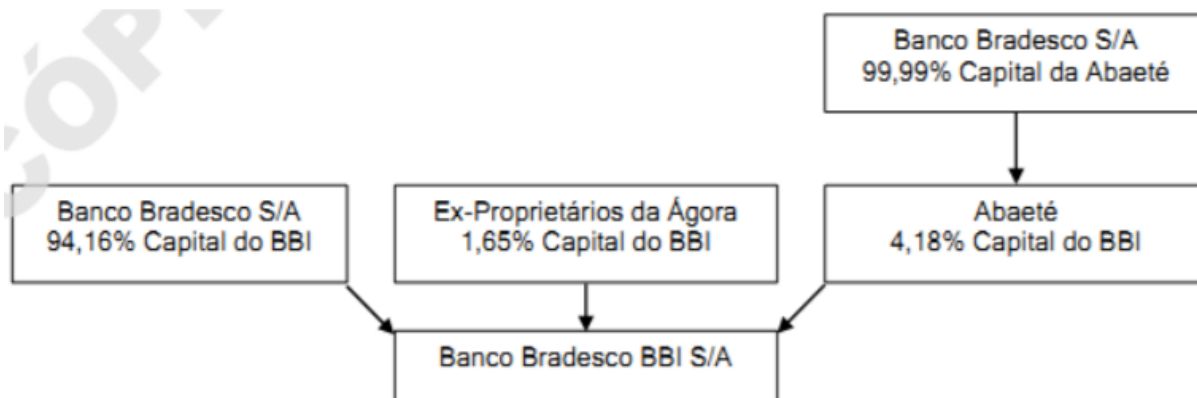 CÓP
Banco Bradesco S/A
99,99% Capital da Abaeté
Banco Bradesco S/A
94,16% Capital do BBI
Ex-Proprietários da Ágora
1,65% Capital do BBI
Abaeté
4,18% Capital do BBI
Banco Bradesco BBI S/A